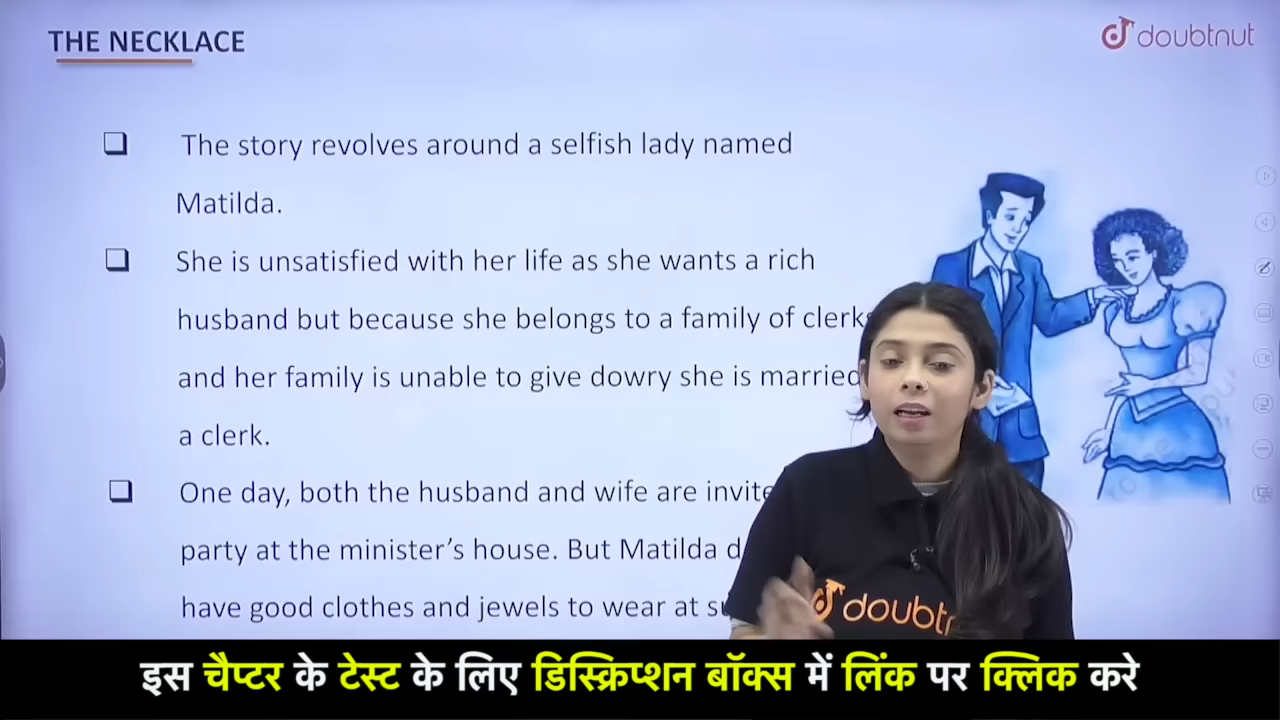 THE NECKLACE
doubtnut
The story revolves around a selfish lady named
Matilda.
She is unsatisfied with her life as she wants a rich
husband but because she belongs to a family of clerks
and her family is unable to give dowry she is married
a clerk.
One day, both the husband and wife are
party at the minister's house. But Matilda
have good clothes and jewels to wear at
doubtn
इस चैप्टर के टेस्ट के लिए डिस्क्रिप्शन बॉक्स में लिंक पर क्लिक करे